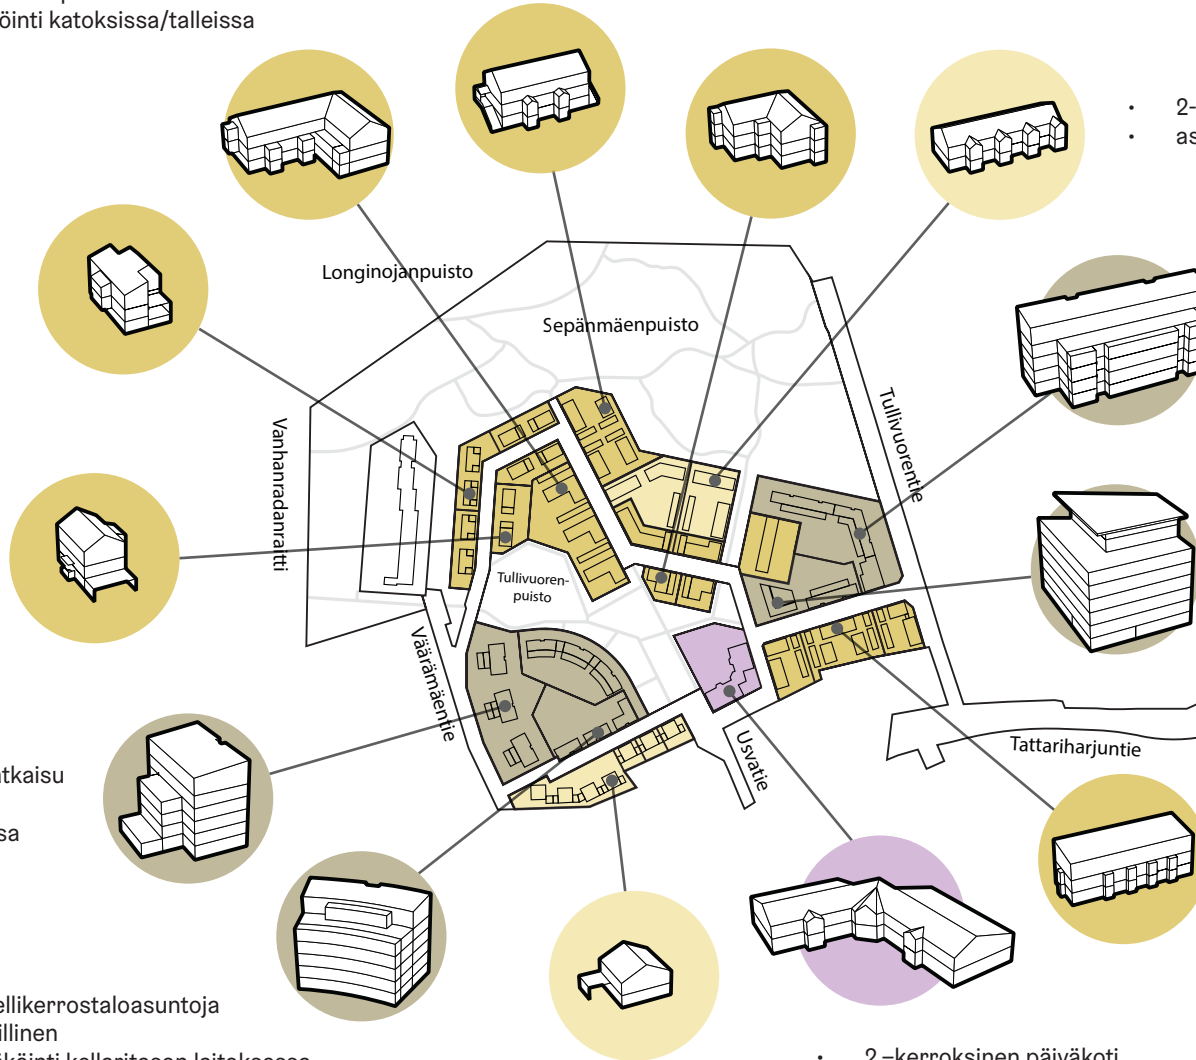 öinti katoksissa/talleissa
2-
as
Longinojanpuisto
Sepänmäenpuisto
Tullivuorentie
Vanhanradanraitti
Tullivuoren-
puisto
Väärämäentie
Usvatie
Tattariharjuntie
atkaisu
sa
ellikerrostaloasuntoja
illinen
2 –kerroksinen päiväkoti